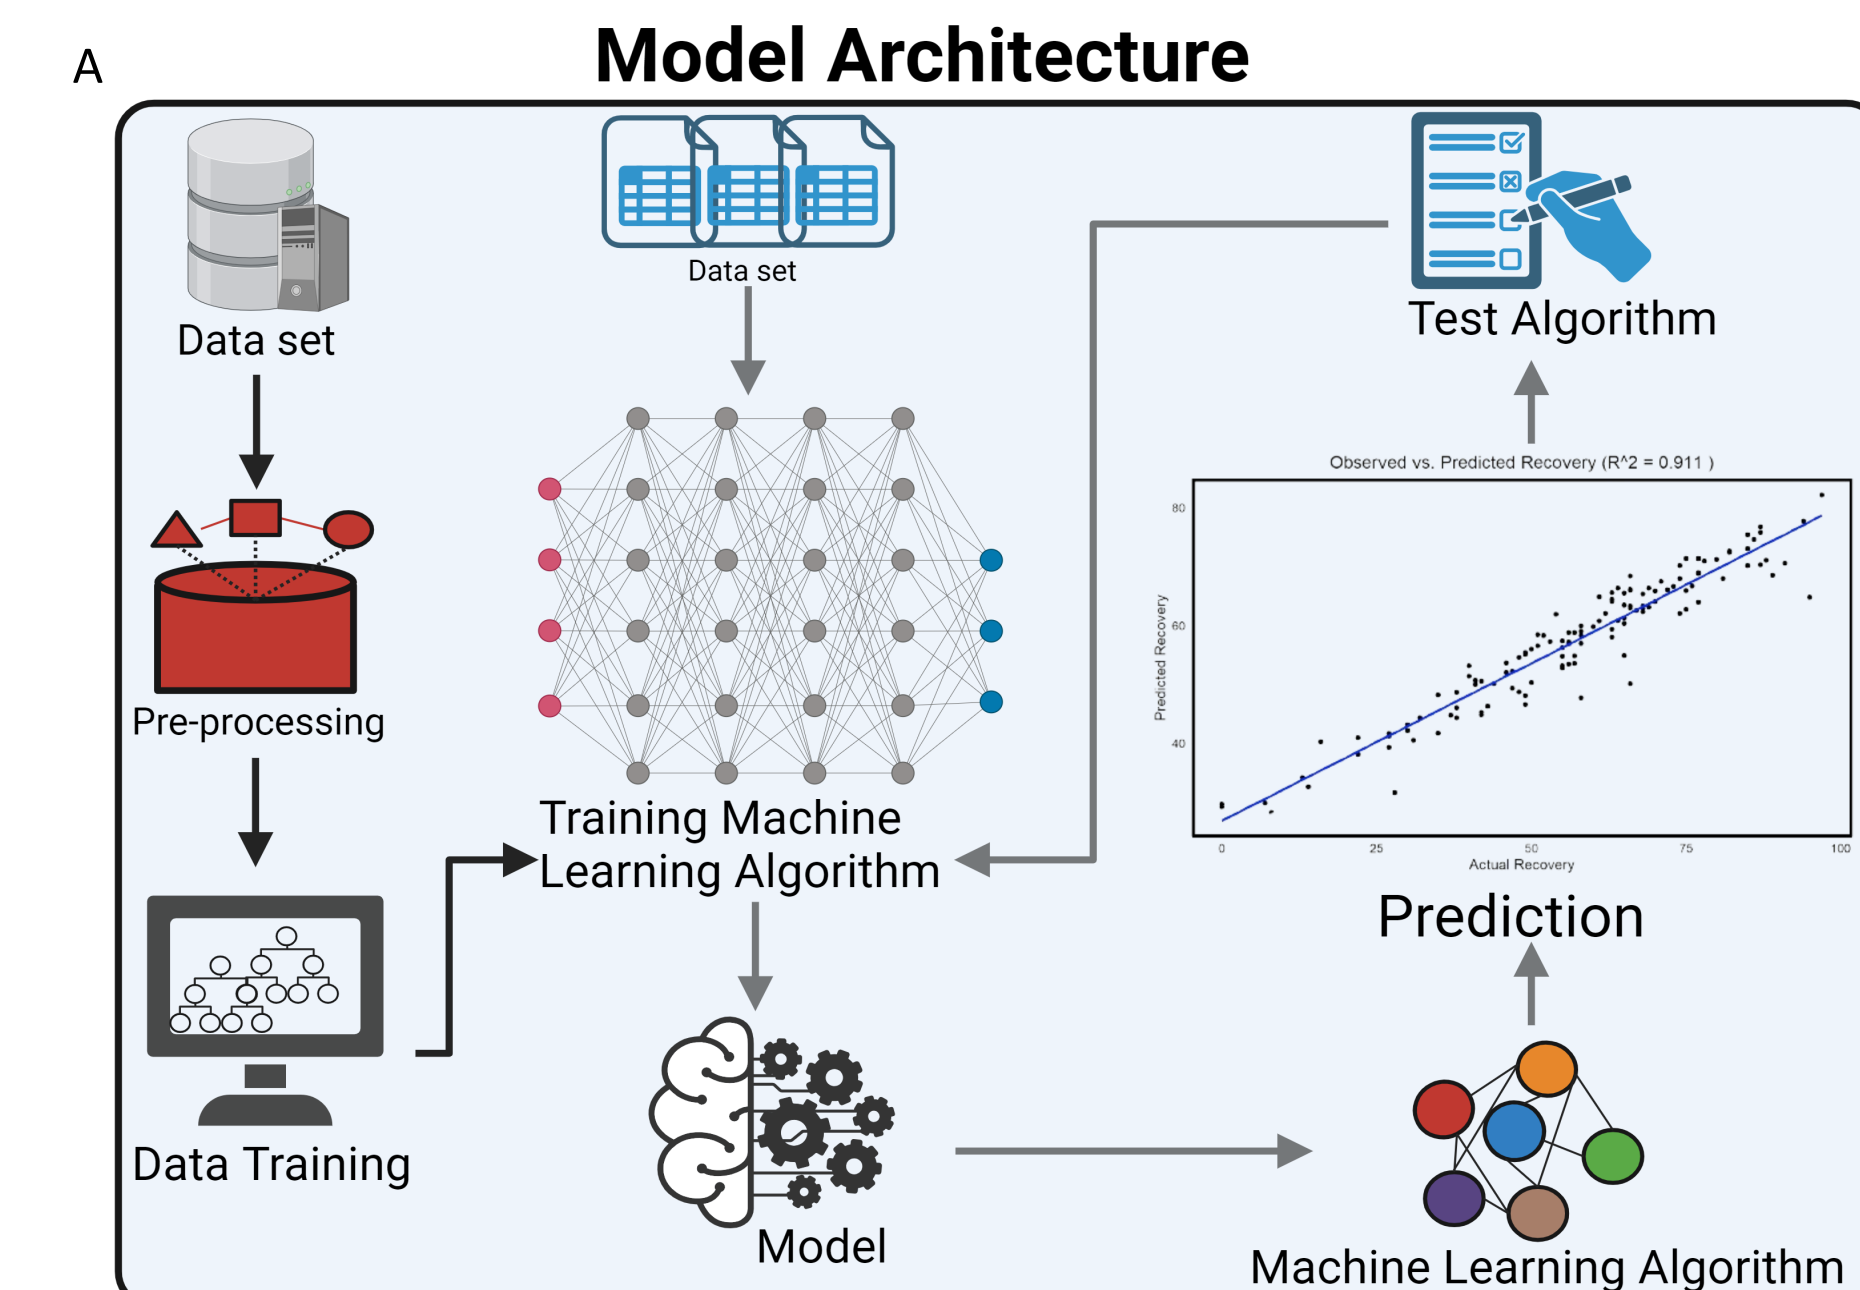 A
Model Architecture
Data set
Pre-processing
Data Training
Data set
Training Machine
Learning Algorithm
Model
Test Algorithm
Observed vs. Predicted Recovery (R^2 = 0.911 )
Predicted Recovery
80
60
40
0 25 50 75 100
Actual Recovery
Prediction
Machine Learning Algorithm